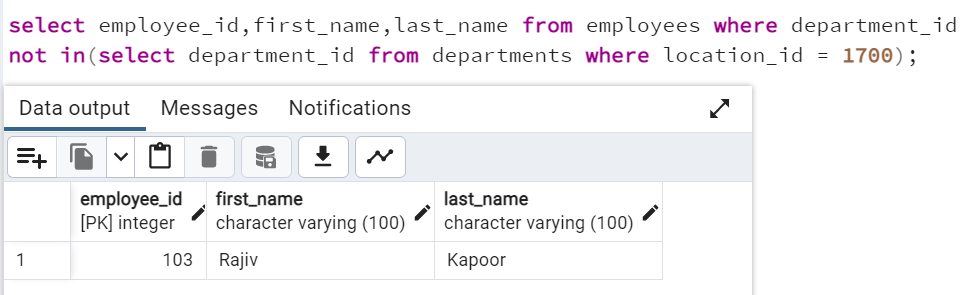 select employee_id,first_name,last_name from employees where department_id
not in(select department_id from departments where location_id = 1700);
Data output Messages Notifications
employee_id first_name last_name
[PK] integer character varying (100) character varying (100)
1 103 Rajiv Kapoor